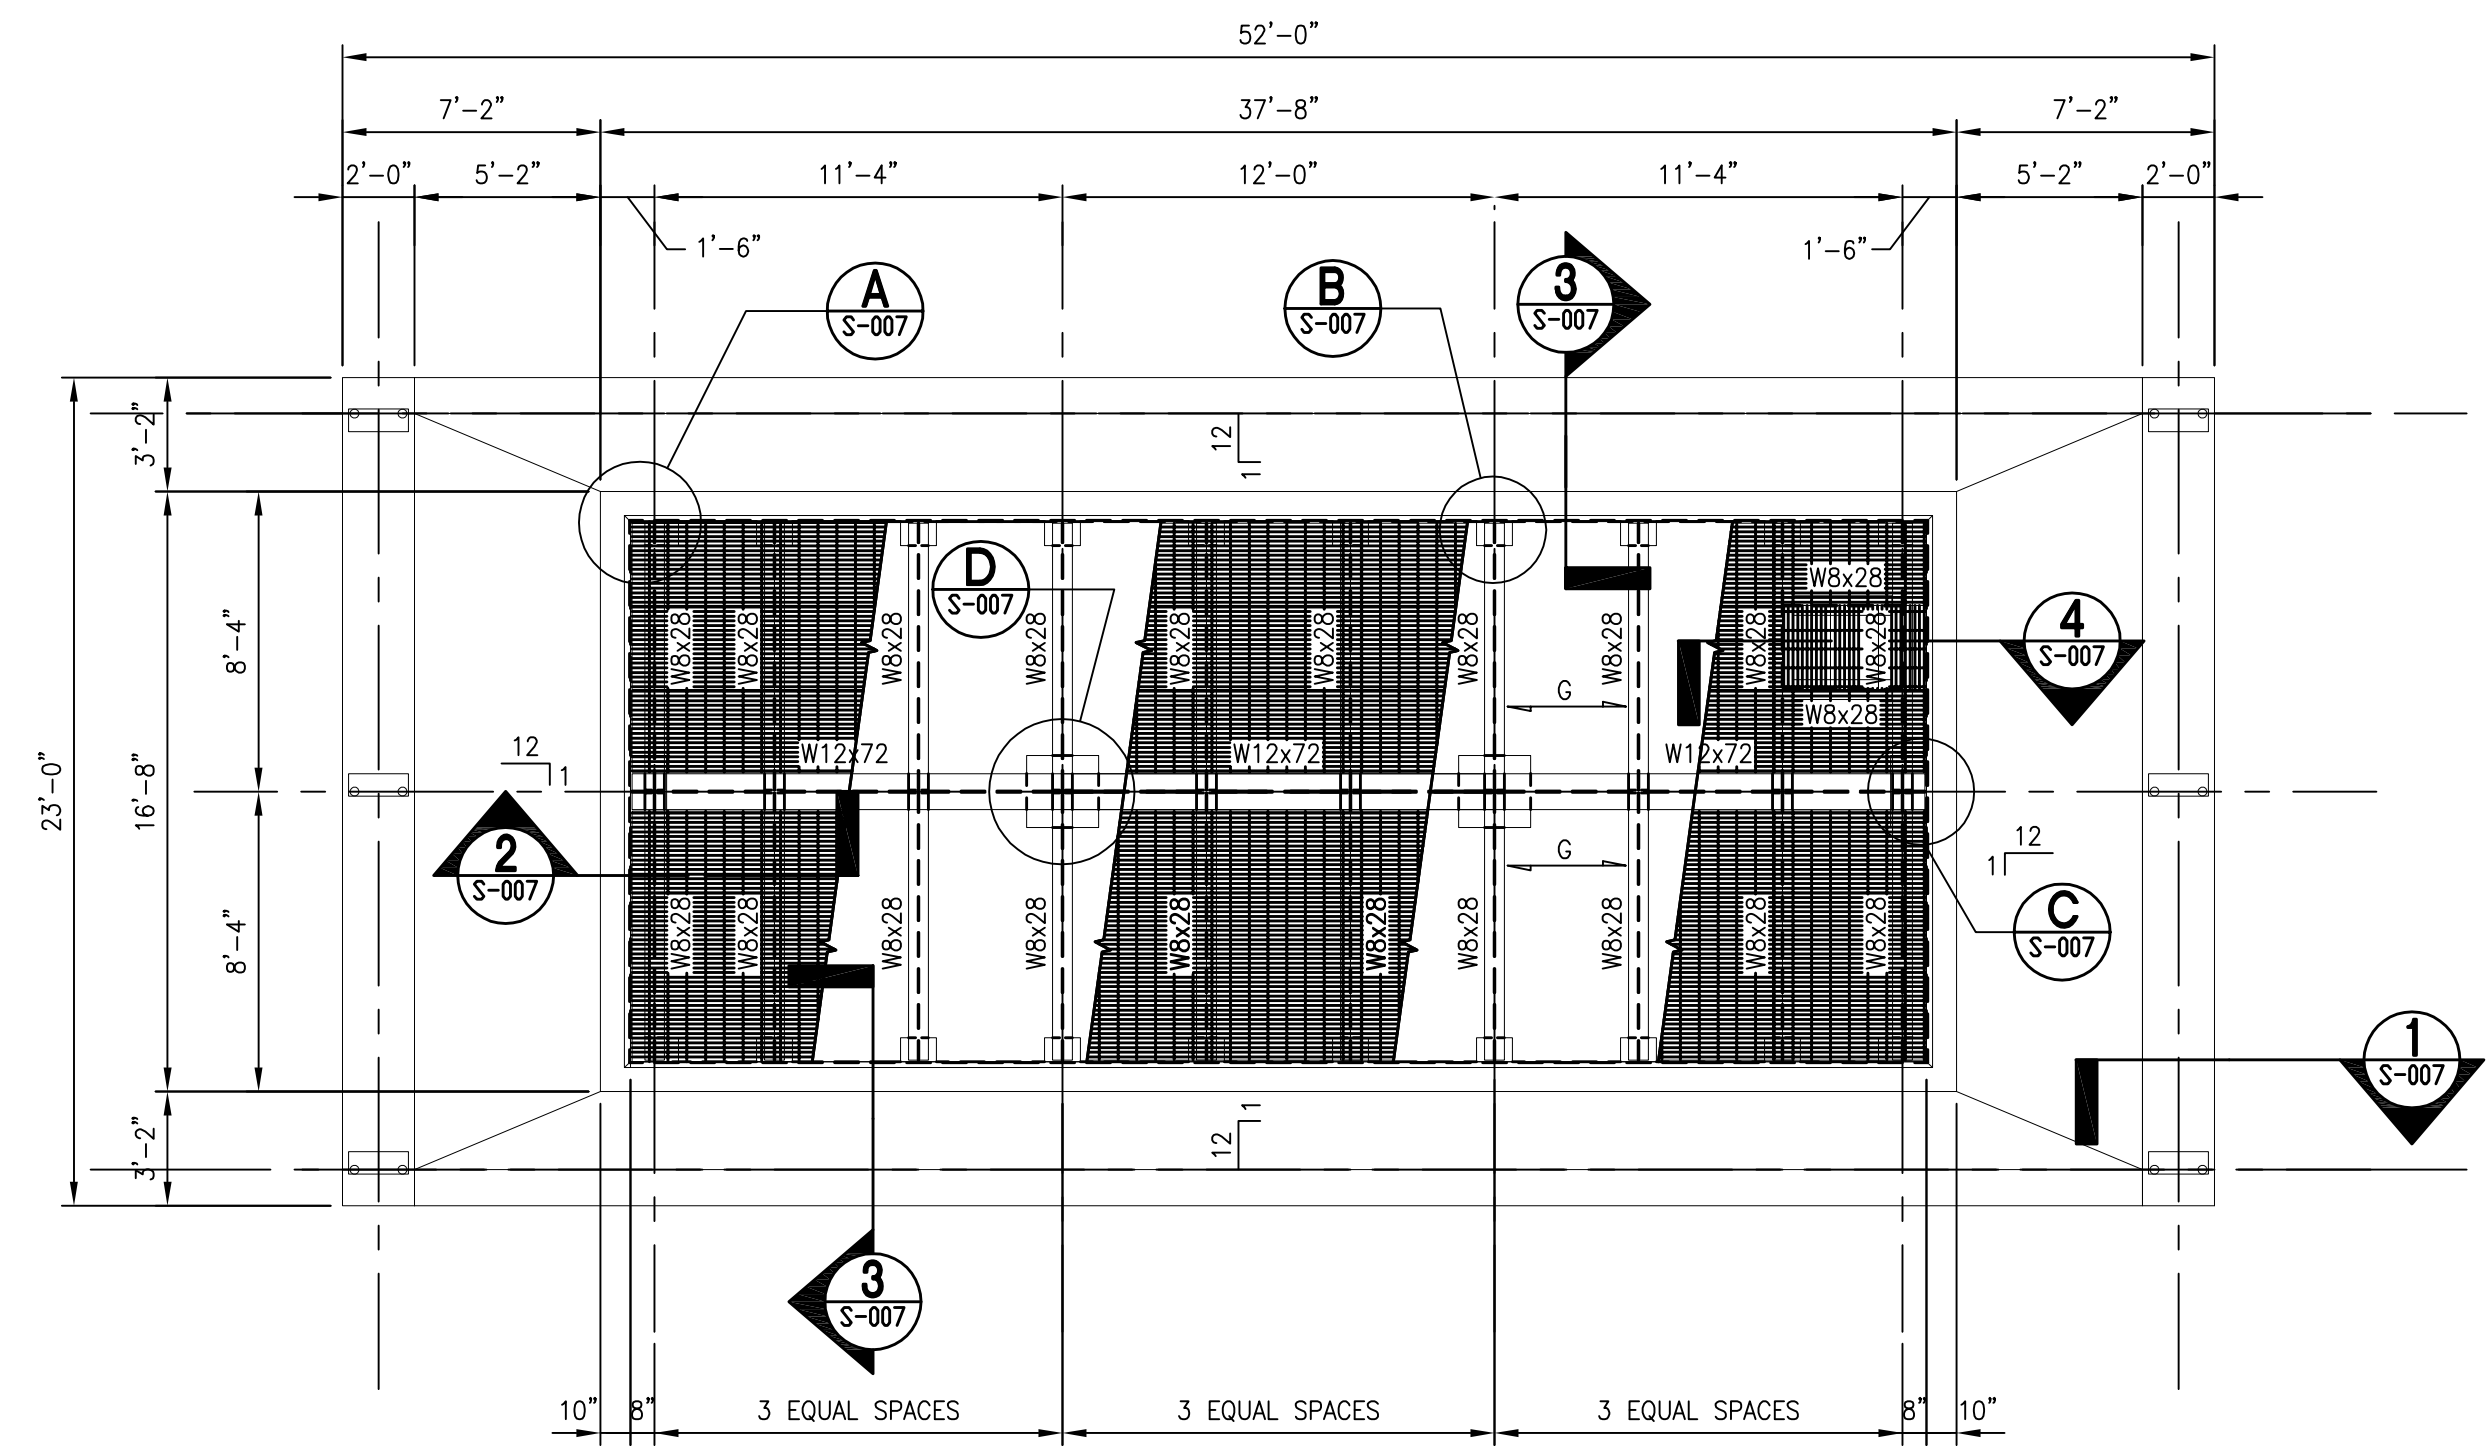 52'-0"
7'-2" 37'-8" 7'-2"
2'-0" 5'-2" 11'-4" 12'-0" 11'-4" 5'-2" 2'-0"
1'-6" 1'-6"
A
S-007
B
S-007
3
S-007
3'-2"
12
1
D
S-007
W8x28
4
S-007
8'-4"
W8x28 W8x28 W8x28 W8x28 W8x28 W8x28 W8x28 W8x28 W8x28 W8x28
G
W8x28
12
1
W12x72 W12x72 W12x72
23'-0"
16'-8"
2
S-007
G
12
1
8'-4"
W8x28 W8x28 W8x28 W8x28 W8x28 W8x28 W8x28 W8x28 W8x28 W8x28
C
S-007
1
S-007
3'-2"
12
1
3
S-007
10" 8" 3 EQUAL SPACES 3 EQUAL SPACES 3 EQUAL SPACES 8" 10"